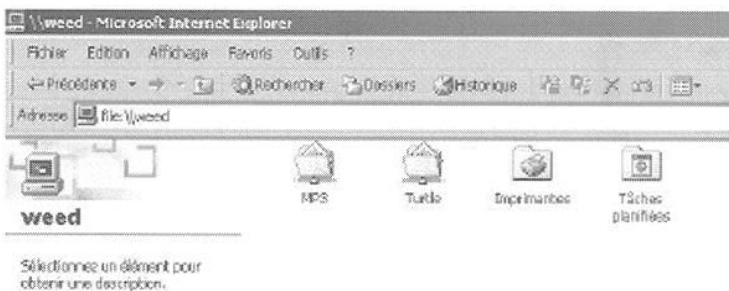 \\weed - Microsoft Internet Explorer
Fichier Edition Affichage Favoris Outils ?
Précédente Rechercher Dossiers Historique
Adresse file:\\weed
MP3 Turtle Imprimantes Tâches planifiées
weed
Sélectionnez un élément pour
obtenir une description.